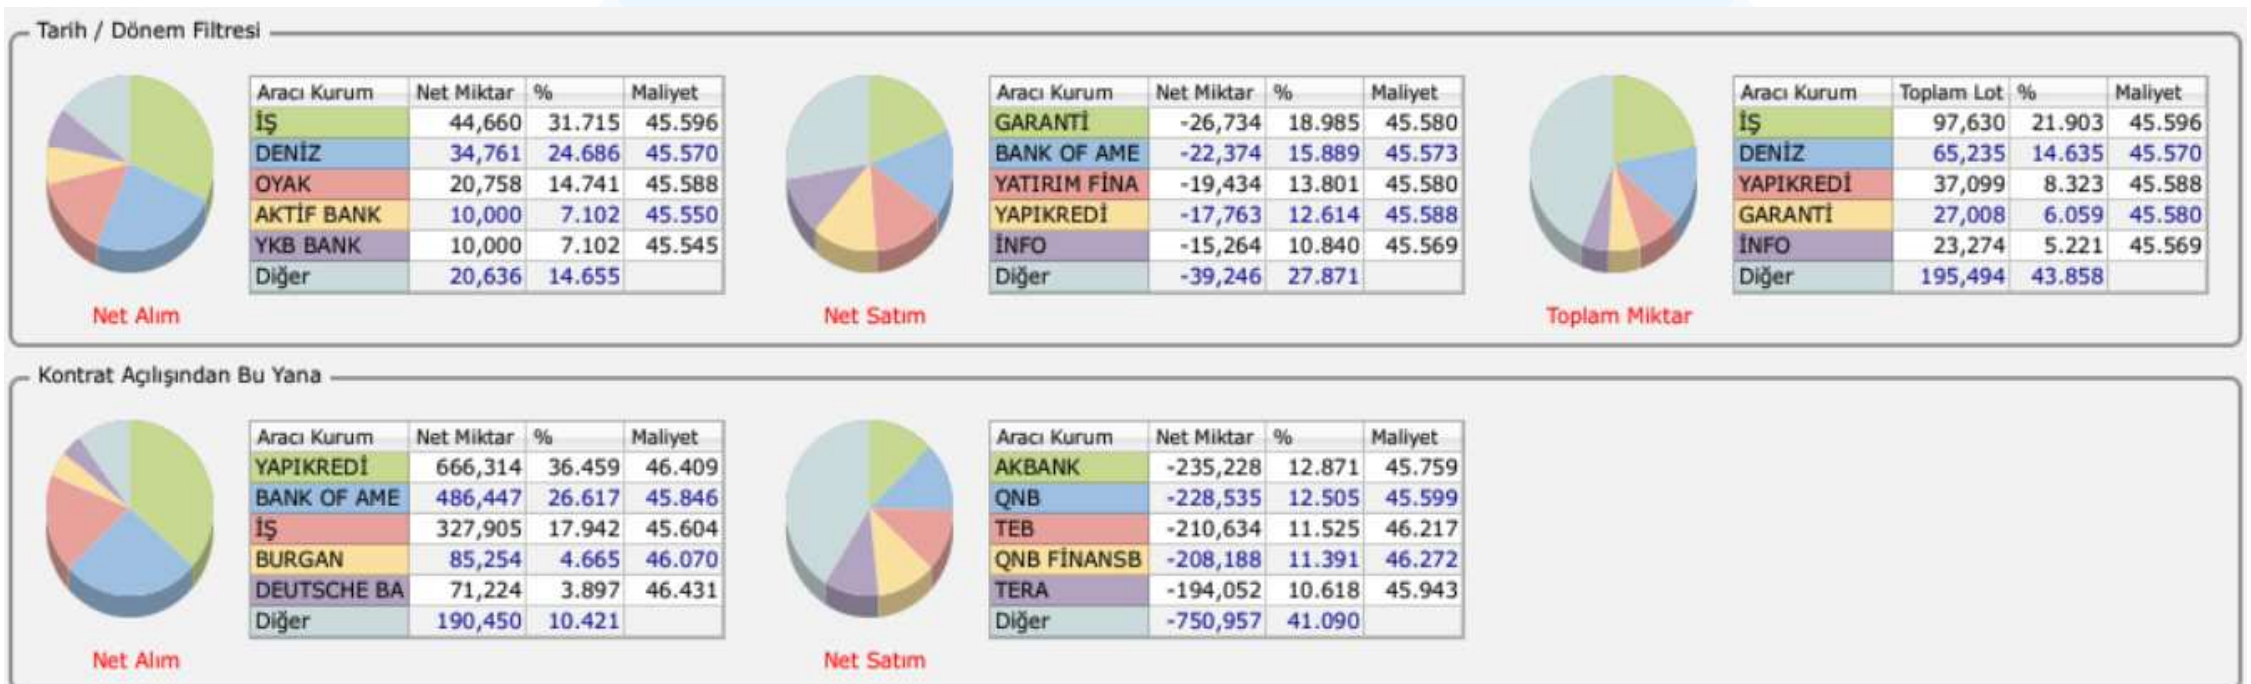 Tarih / Dönem Filtresi
Aracı Kurum Net Miktar % Maliyet
İŞ 44,660 31.715 45.596
DENİZ 34,761 24.686 45.570
OYAK 20,758 14.741 45.588
AKTİF BANK 10,000 7.102 45.550
YKB BANK 10,000 7.102 45.545
Diğer 20,636 14.655
Net Alım
Aracı Kurum Net Miktar % Maliyet
GARANTİ -26,734 18.985 45.580
BANK OF AME -22,374 15.889 45.573
YATIRIM FİNA -19,434 13.801 45.580
YAPIKREDİ -17,763 12.614 45.588
İNFO -15,264 10.840 45.569
Diğer -39,246 27.871
Net Satım
Aracı Kurum Toplam Lot % Maliyet
İŞ 97,630 21.903 45.596
DENİZ 65,235 14.635 45.570
YAPIKREDİ 37,099 8.323 45.588
GARANTİ 27,008 6.059 45.580
İNFO 23,274 5.221 45.569
Diğer 195,494 43.858
Toplam Miktar
Kontrat Açılışından Bu Yana
Aracı Kurum Net Miktar % Maliyet
YAPIKREDİ 666,314 36.459 46.409
BANK OF AME 486,447 26.617 45.846
İŞ 327,905 17.942 45.604
BURGAN 85,254 4.665 46.070
DEUTSCHE BA 71,224 3.897 46.431
Diğer 190,450 10.421
Net Alım
Aracı Kurum Net Miktar % Maliyet
AKBANK -235,228 12.871 45.759
QNB -228,535 12.505 45.599
TEB -210,634 11.525 46.217
QNB FİNANSB -208,188 11.391 46.272
TERA -194,052 10.618 45.943
Diğer -750,957 41.090
Net Satım